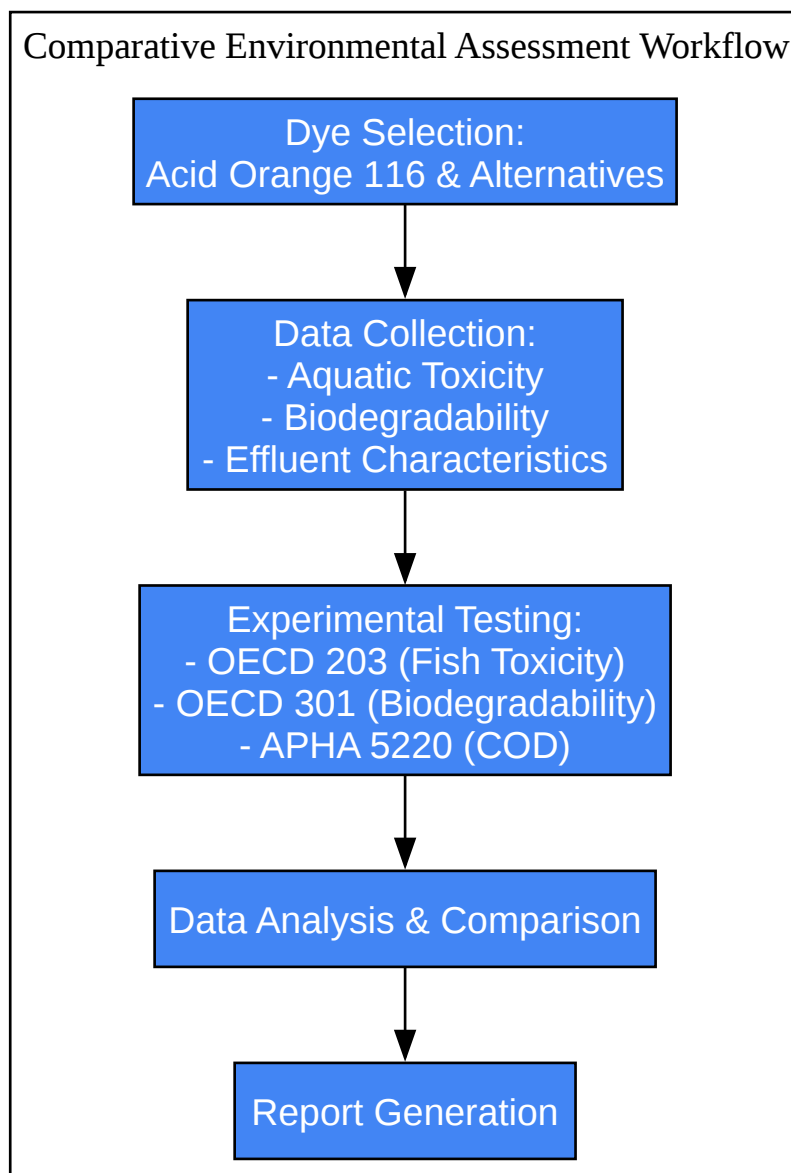 Comparative Environmental Assessment Workflow
Dye Selection:
Acid Orange 116 & Alternatives
Data Collection:
- Aquatic Toxicity
- Biodegradability
- Effluent Characteristics
Experimental Testing:
- OECD 203 (Fish Toxicity)
- OECD 301 (Biodegradability)
- APHA 5220 (COD)
Data Analysis & Comparison
Report Generation